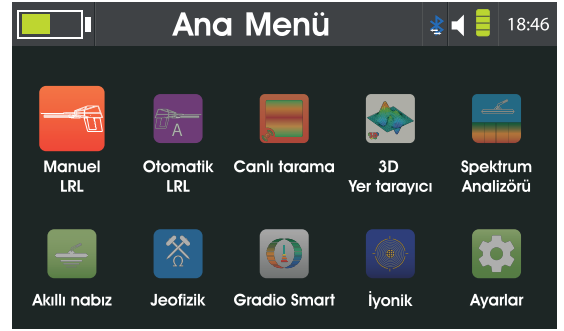 Ana Menü
18:46
Manuel
LRL
Otomatik
LRL
Canlı tarama
3D
Yer tarayıcı
Spektrum
Analizörü
A
Akıllı nabız
Jeofizik
Gradio Smart
İyonik
Ayarlar
Ω